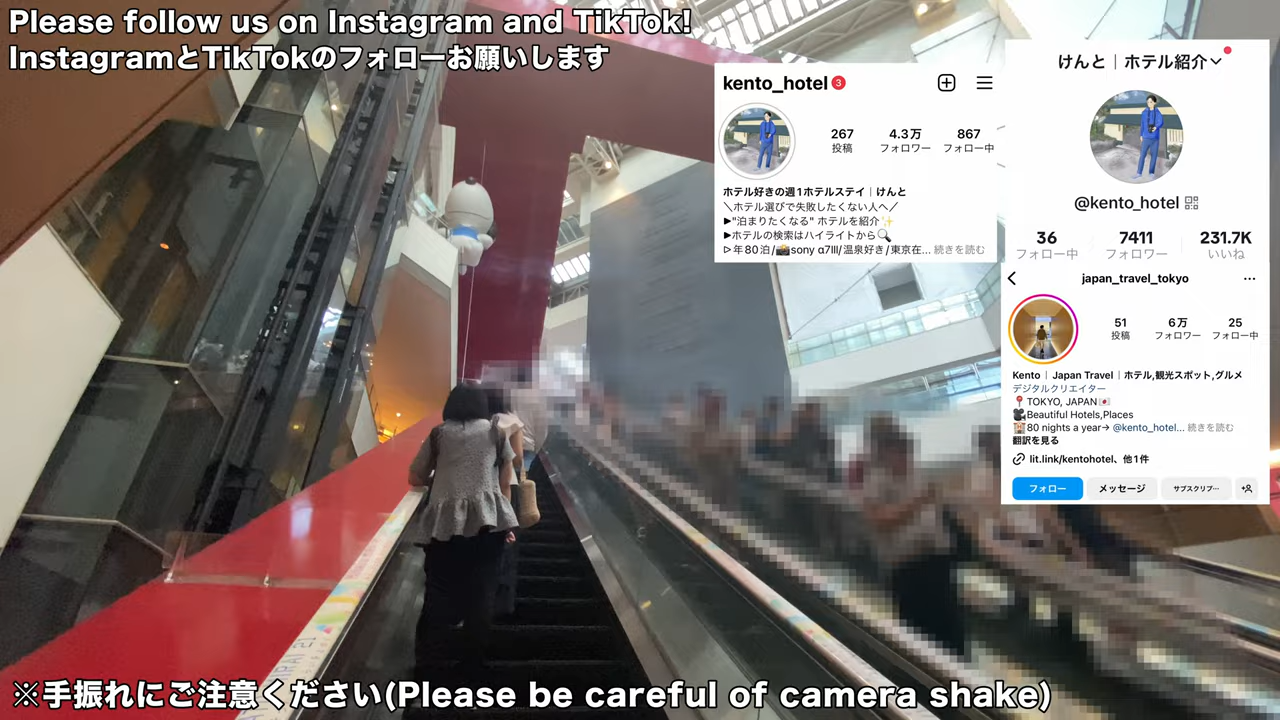 Please follow us on Instagram and TikTok!
InstagramとTikTokのフォローお願いします
kento_hotel 3
267 4.3万 867
投稿 フォロワー フォロー中
ホテル好きの週1ホテルステイ｜けんと
＼ホテル選びで失敗したくない人へ／
▶"泊まりたくなる" ホテルを紹介✨
▶ホテルの検索はハイライトから🔍
▷年80泊/📸sony α7III/温泉好き/東京在... 続きを読む
けんと｜ホテル紹介
@kento_hotel
36 7411 231.7K
フォロー中 フォロワー いいね
japan_travel_tokyo
51 6万 25
投稿 フォロワー フォロー中
Kento｜Japan Travel｜ホテル,観光スポット,グルメ
デジタルクリエイター
📍TOKYO, JAPAN🇯🇵
🎥Beautiful Hotels,Places
🏨80 nights a year→ @kento_hotel... 続きを読む
翻訳を見る
lit.link/kentohotel、他1件
フォロー メッセージ サブスクリプ…
※手振れにご注意ください(Please be careful of camera shake)